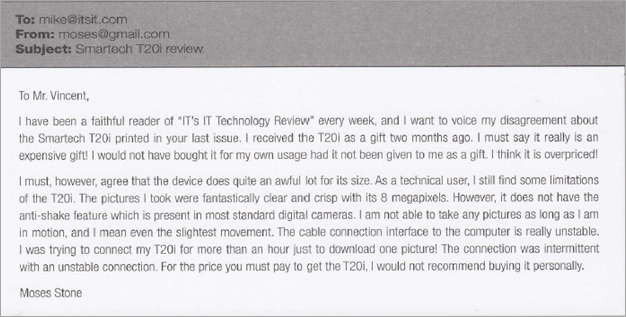 To: mike@itsit.com
From: moses@gmail.com
Subject: Smartech T20i review
To Mr. Vincent,
I have been a faithful reader of "IT's IT Technology Review" every week, and I want to voice my disagreement about
the Smartech T20i printed in your last issue. I received the T20i as a gift two months ago. I must say it really is an
expensive gift! I would not have bought it for my own usage had it not been given to me as a gift. I think it is overpriced!
I must, however, agree that the device does quite an awful lot for its size. As a technical user, I still find some limitations
of the T20i. The pictures I took were fantastically clear and crisp with its 8 megapixels. However, it does not have the
anti-shake feature which is present in most standard digital cameras. I am not able to take any pictures as long as I am
in motion, and I mean even the slightest movement. The cable connection interface to the computer is really unstable.
I was trying to connect my T20i for more than an hour just to download one picture! The connection was intermittent
with an unstable connection. For the price you must pay to get the T20i, I would not recommend buying it personally.
Moses Stone